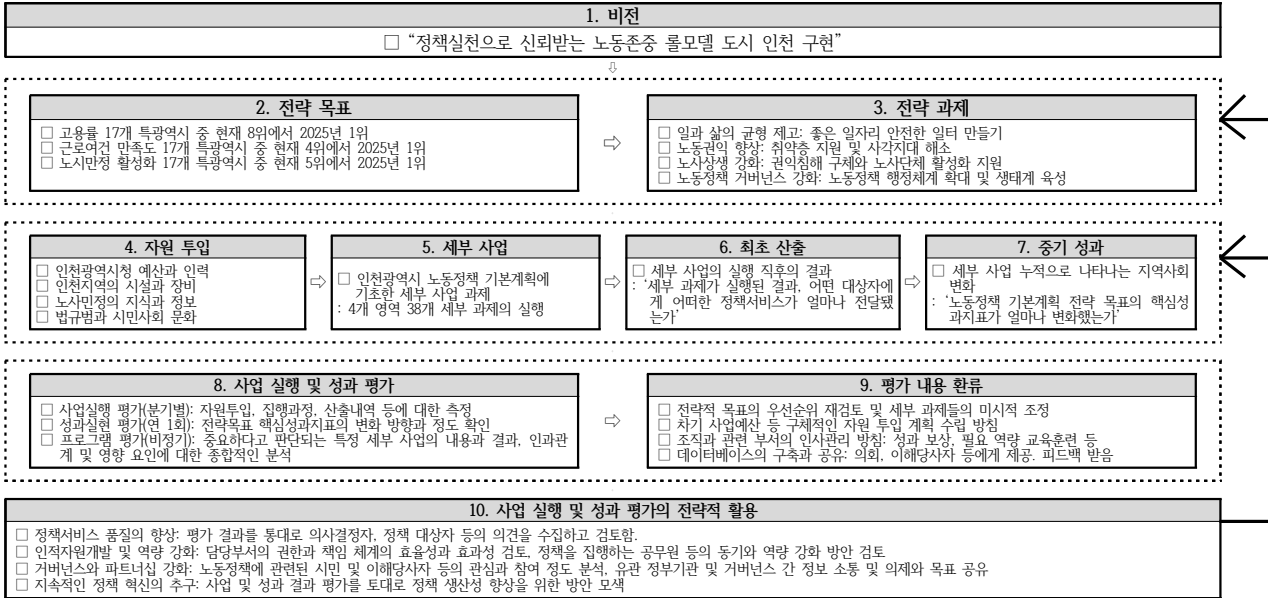 1. 비전
□ “정책실천으로 신뢰받는 노동존중 롤모델 도시 인천 구현”
⇩
2. 전략 목표
□ 고용률 17개 특광역시 중 현재 8위에서 2025년 1위
□ 근로여건 만족도 17개 특광역시 중 현재 4위에서 2025년 1위
□ 노시만정 활성화 17개 특광역시 중 현재 5위에서 2025년 1위
⇨
3. 전략 과제
□ 일과 삶의 균형 제고: 좋은 일자리 안전한 일터 만들기
□ 노동권익 향상: 취약층 지원 및 사각지대 해소
□ 노사상생 강화: 권익침해 구체와 노사단체 활성화 지원
□ 노동정책 거버넌스 강화: 노동정책 행정체계 확대 및 생태계 육성
4. 자원 투입
□ 인천광역시청 예산과 인력
□ 인천지역의 시설과 장비
□ 노사민정의 지식과 정보
□ 법규범과 시민사회 문화
⇨
5. 세부 사업
□ 인천광역시 노동정책 기본계획에
기초한 세부 사업 과제
: 4개 영역 38개 세부 과제의 실행
⇨
6. 최초 산출
□ 세부 사업의 실행 직후의 결과
: ‘세부 과제가 실행된 결과, 어떤 대상자에
게 어떠한 정책서비스가 얼마나 전달됐
는가’
⇨
7. 중기 성과
□ 세부 사업 누적으로 나타나는 지역사회
변화
: ‘노동정책 기본계획 전략 목표의 핵심성
과지표가 얼마나 변화했는가’
8. 사업 실행 및 성과 평가
□ 사업실행 평가(분기별): 자원투입, 집행과정, 산출내역 등에 대한 측정
□ 성과실현 평가(연 1회): 전략목표 핵심성과지표의 변화 방향과 정도 확인
□ 프로그램 평가(비정기): 중요하다고 판단되는 특정 세부 사업의 내용과 결과, 인과관
계 및 영향 요인에 대한 종합적인 분석
⇨
9. 평가 내용 환류
□ 전략적 목표의 우선순위 재검토 및 세부 과제들의 미시적 조정
□ 차기 사업예산 등 구체적인 자원 투입 계획 수립 방침
□ 조직과 관련 부서의 인사관리 방침: 성과 보상, 필요 역량 교육훈련 등
□ 데이터베이스의 구축과 공유: 의회, 이해당사자 등에게 제공. 피드백 받음
10. 사업 실행 및 성과 평가의 전략적 활용
□ 정책서비스 품질의 향상: 평가 결과를 통대로 의사결정자, 정책 대상자 등의 의견을 수집하고 검토함.
□ 인적자원개발 및 역량 강화: 담당부서의 권한과 책임 체계의 효율성과 효과성 검토, 정책을 집행하는 공무원 등의 동기와 역량 강화 방안 검토
□ 거버넌스와 파트너십 강화: 노동정책에 관련된 시민 및 이해당사자 등의 관심과 참여 정도 분석, 유관 정부기관 및 거버넌스 간 정보 소통 및 의제와 목표 공유
□ 지속적인 정책 혁신의 추구: 사업 및 성과 결과 평가를 토대로 정책 생산성 향상을 위한 방안 모색